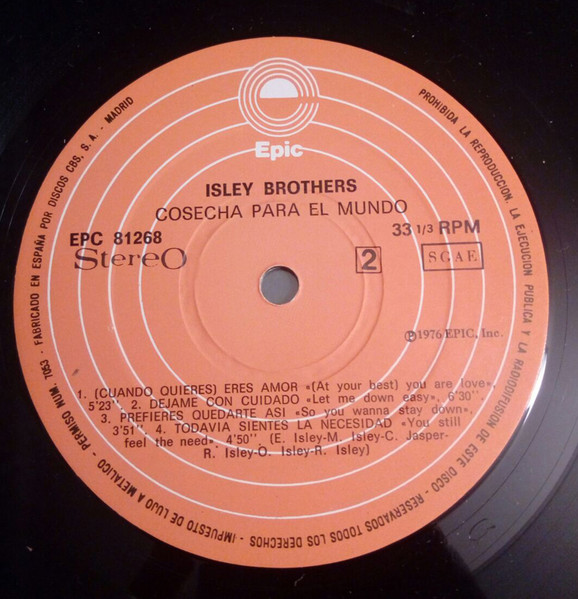 Epic
ISLEY BROTHERS
COSECHA PARA EL MUNDO
EPC 81268
Stereo
2
33 1/3 RPM
SGAE
Ⓟ1976/EPIC, Inc.
1. (CUANDO QUIERES) ERES AMOR «(At your best) you are love»,
5'23''. 2. DEJAME CON CUIDADO «Let me down easy», 6'30''.
3. PREFIERES QUEDARTE ASI «So you wanna stay down»,
3'51''. 4. TODAVIA SIENTES LA NECESIDAD «You still
feel the need», 4'50''. (E. Isley-M. Isley-C. Jasper-
R. Isley-O. Isley-R. Isley)
PROHIBIDA LA REPRODUCCION, LA EJECUCION PUBLICA Y LA RADIODIFUSION DE ESTE DISCO - RESERVADOS TODOS LOS DERECHOS - IMPUESTO DE LUJO A METALICO - PERMISO NUM. 7063 - FABRICADO EN ESPAÑA POR DISCOS CBS, S. A. - MADRID